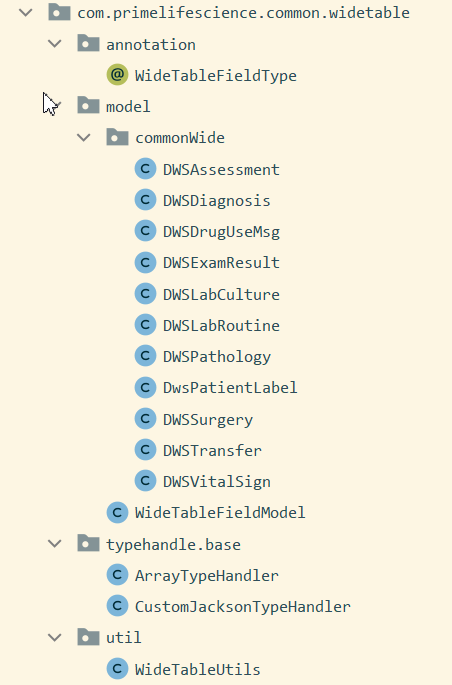 com.primelifescience.common.widetable
annotation
@ WideTableFieldType
model
commonWide
C DWSAssessment
C DWSDiagnosis
C DWSDrugUseMsg
C DWSExamResult
C DWSLabCulture
C DWSLabRoutine
C DWSPathology
C DwsPatientLabel
C DWSSurgery
C DWSTransfer
C DWSVitalSign
C WideTableFieldModel
typehandle.base
C ArrayTypeHandler
C CustomJacksonTypeHandler
util
C WideTableUtils